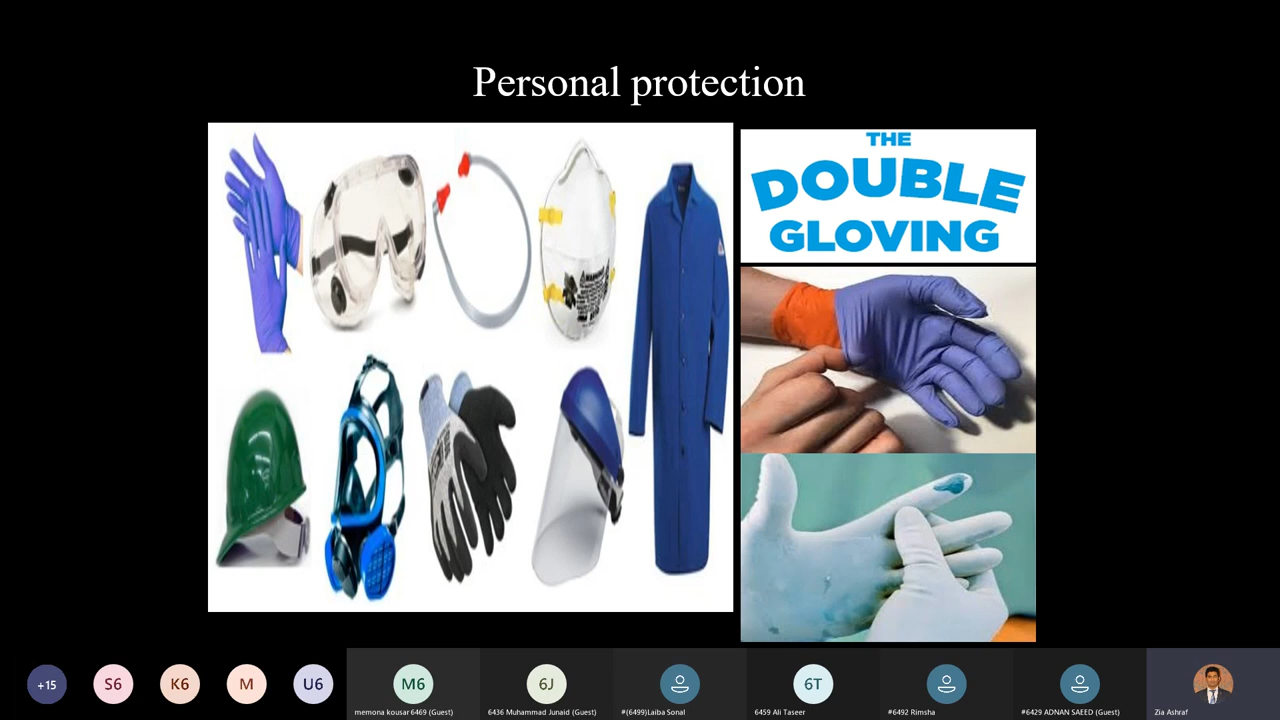 Personal protection
THE
DOUBLE
GLOVING
+15
S6
K6
M
U6
M6
6J
6T
memona kousar 6469 (Guest)
6436 Muhammad Junaid (Guest)
#(6499)Laiba Sonal
6459 Ali Taseer
#6492 Rimsha
#6429 ADNAN SAEED (Guest)
Zia Ashraf